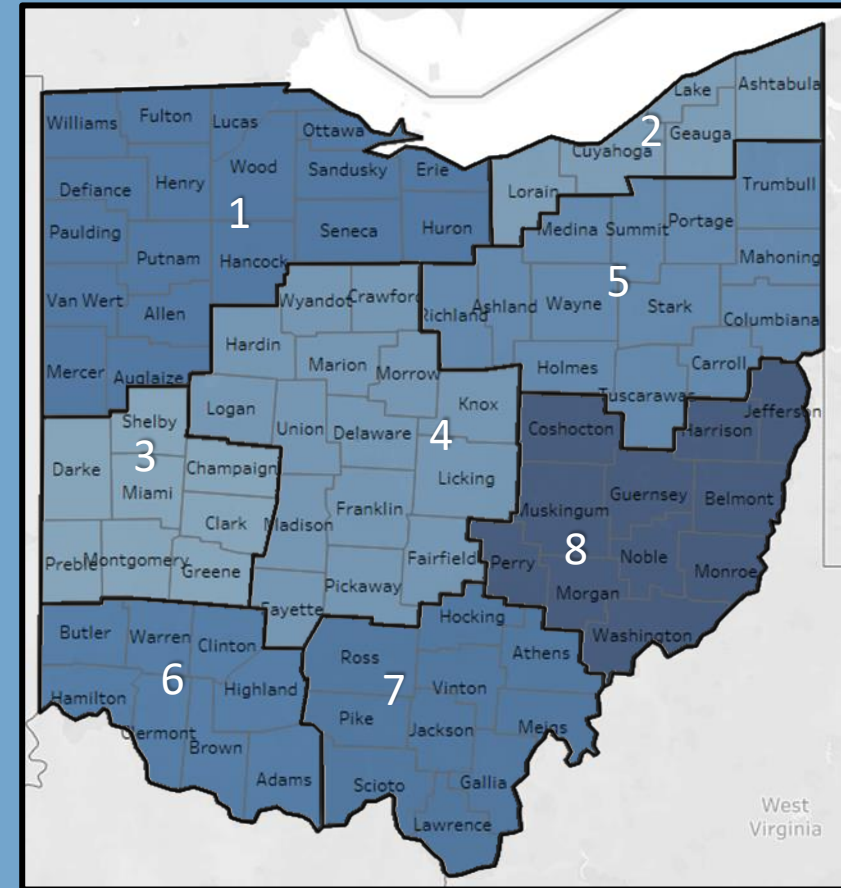 Lake
Ashtabula
Williams
Fulton
Lucas
Ottawa
2
Geauga
Cuyahoga
Wood
Sandusky
Erie
Defiance
Henry
Lorain
Trumbull
1
Paulding
Seneca
Huron
Medina
Summit
Portage
Putnam
Hancock
Mahoning
Van Wert
Allen
Wyandot
Crawford
Richland
Ashland
Wayne
5
Stark
Columbiana
Hardin
Marion
Morrow
Holmes
Carroll
Mercer
Auglaize
Tuscarawas
Logan
Knox
Shelby
Union
Delaware
4
Coshocton
Harrison
Jefferson
3
Darke
Champaign
Licking
Miami
Guernsey
Belmont
Clark
Madison
Franklin
Muskingum
8
Noble
Preble
Montgomery
Greene
Fairfield
Perry
Monroe
Pickaway
Morgan
Fayette
Hocking
Washington
Butler
Warren
Clinton
Ross
Athens
6
Highland
7
Vinton
Hamilton
Clermont
Pike
Jackson
Meigs
Brown
Adams
Scioto
Gallia
Lawrence
West
Virginia